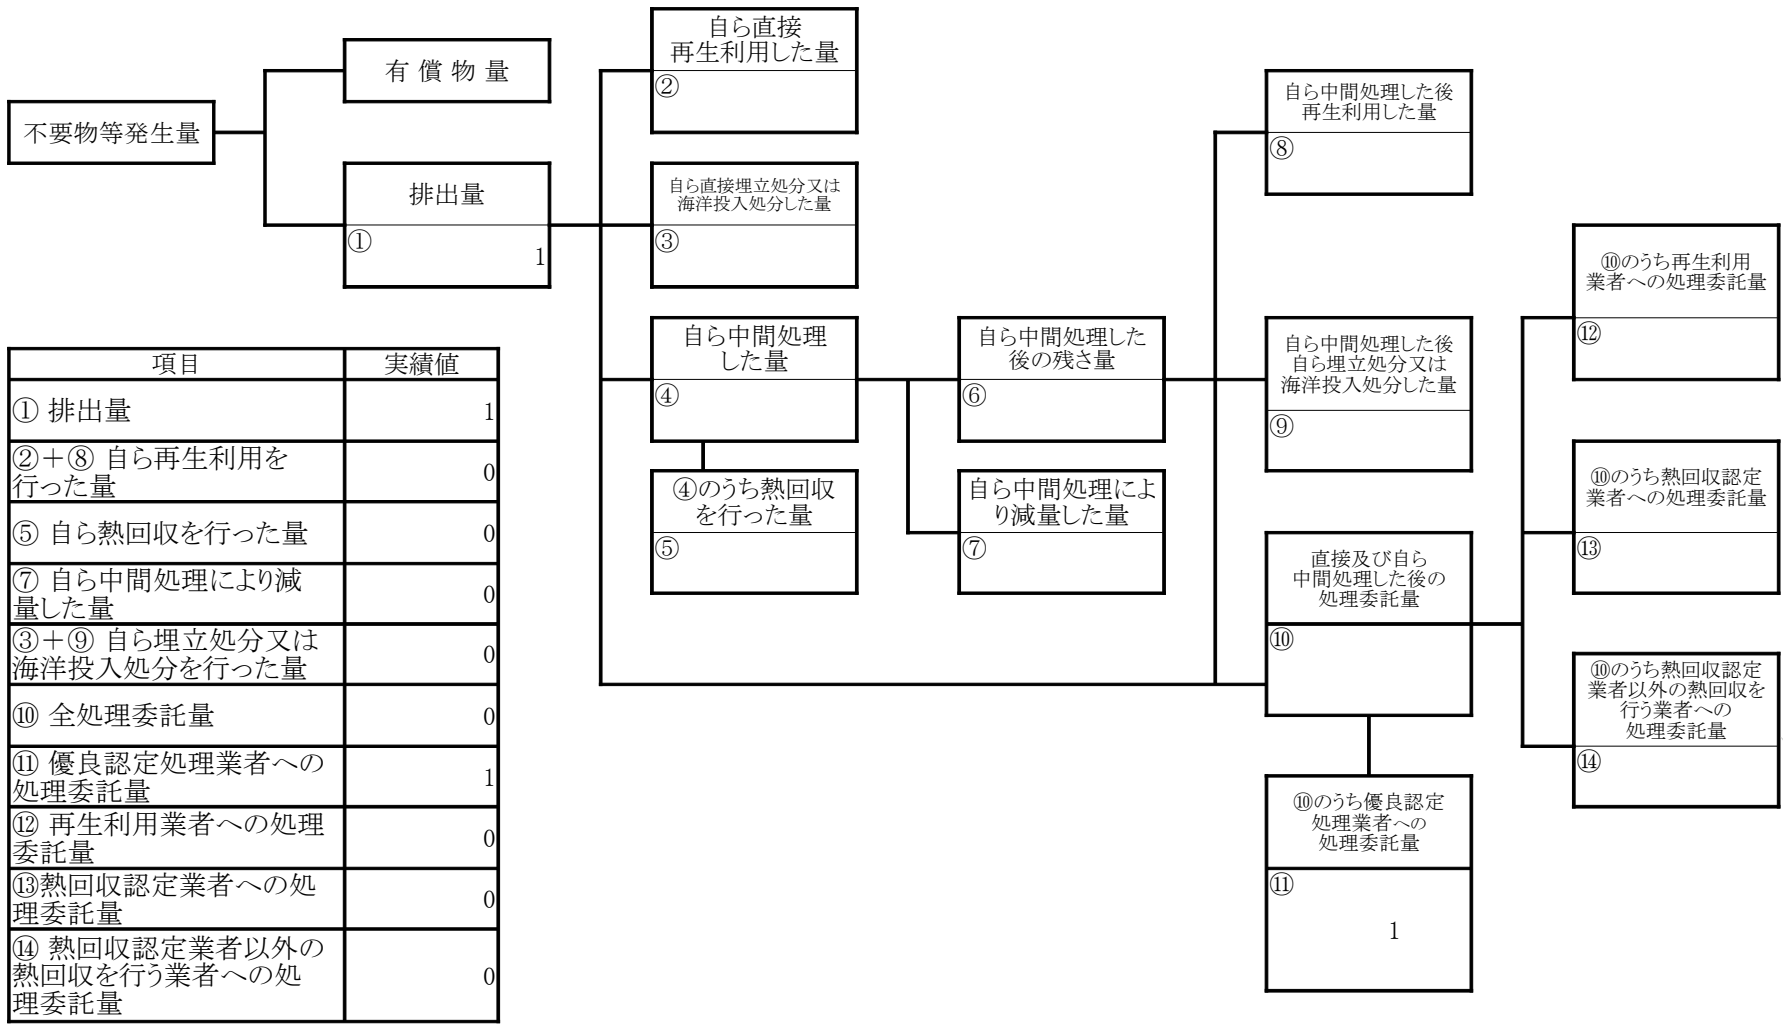 自ら直接
再生利用した量
②
有 償 物 量
不要物等発生量
排出量
①
1
自ら直接埋立処分又は
海洋投入処分した量
③
自ら中間処理した後
再生利用した量
⑧
⑩のうち再生利用
業者への処理委託量
⑫
自ら中間処理
した量
④
自ら中間処理した
後の残さ量
⑥
自ら中間処理した後
自ら埋立処分又は
海洋投入処分した量
⑨
④のうち熱回収
を行った量
⑤
自ら中間処理によ
り減量した量
⑦
⑩のうち熱回収認定
業者への処理委託量
⑬
直接及び自ら
中間処理した後の
処理委託量
⑩
⑩のうち熱回収認定
業者以外の熱回収を
行う業者への
処理委託量
⑭
⑩のうち優良認定
処理業者への
処理委託量
⑪
1
項目 実績値
① 排出量 1
②＋⑧ 自ら再生利用を
行った量 0
⑤ 自ら熱回収を行った量 0
⑦ 自ら中間処理により減
量した量 0
③＋⑨ 自ら埋立処分又は
海洋投入処分を行った量 0
⑩ 全処理委託量 0
⑪ 優良認定処理業者への
処理委託量 1
⑫ 再生利用業者への処理
委託量 0
⑬熱回収認定業者への処
理委託量 0
⑭ 熱回収認定業者以外の
熱回収を行う業者への処
理委託量 0